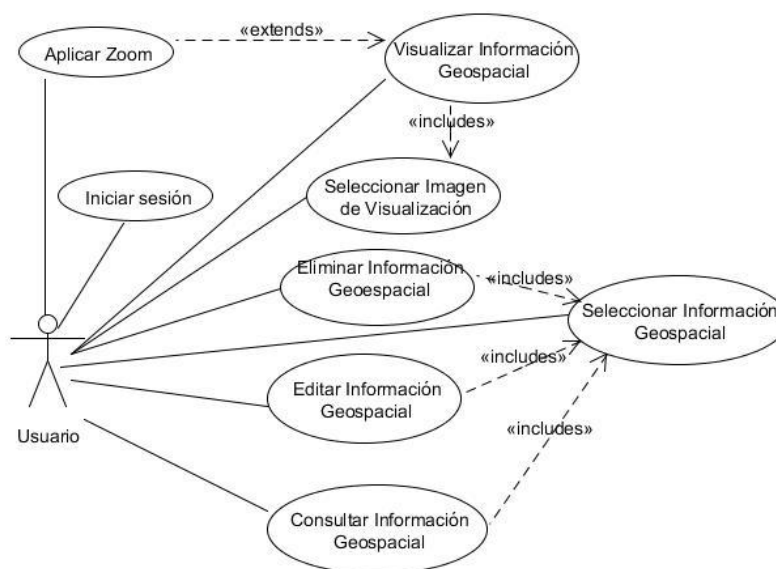 «extends»
Aplicar Zoom
Visualizar Información
Geospacial
«includes»
Iniciar sesión
Seleccionar Imagen
de Visualización
Eliminar Información
Geoespacial
«includes»
Seleccionar Información
Geospacial
«includes»
Editar Información
Geospacial
Usuario
«includes»
Consultar Información
Geospacial